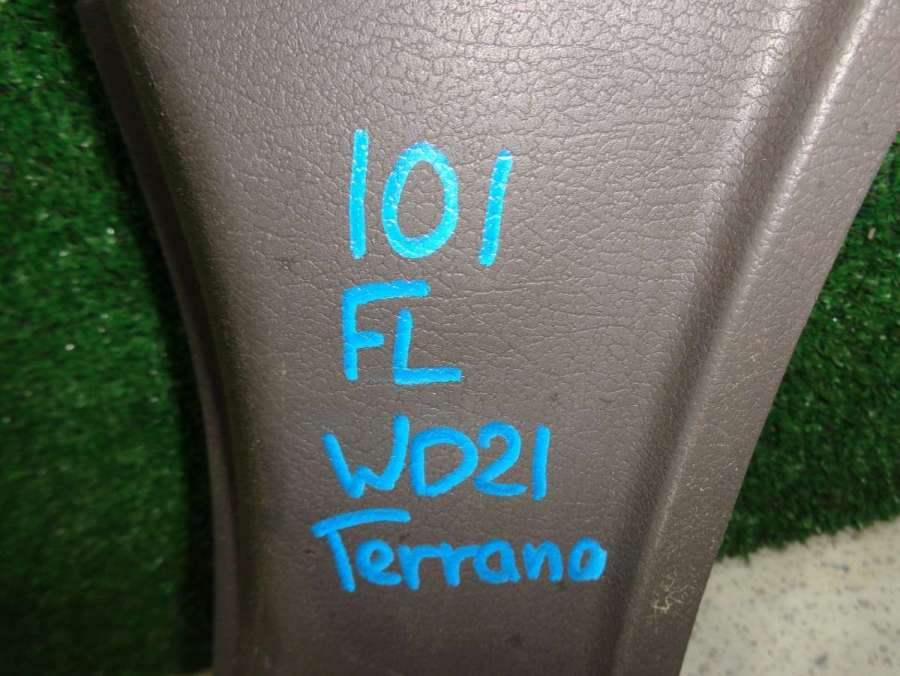 101
FL
WD21
Terrano